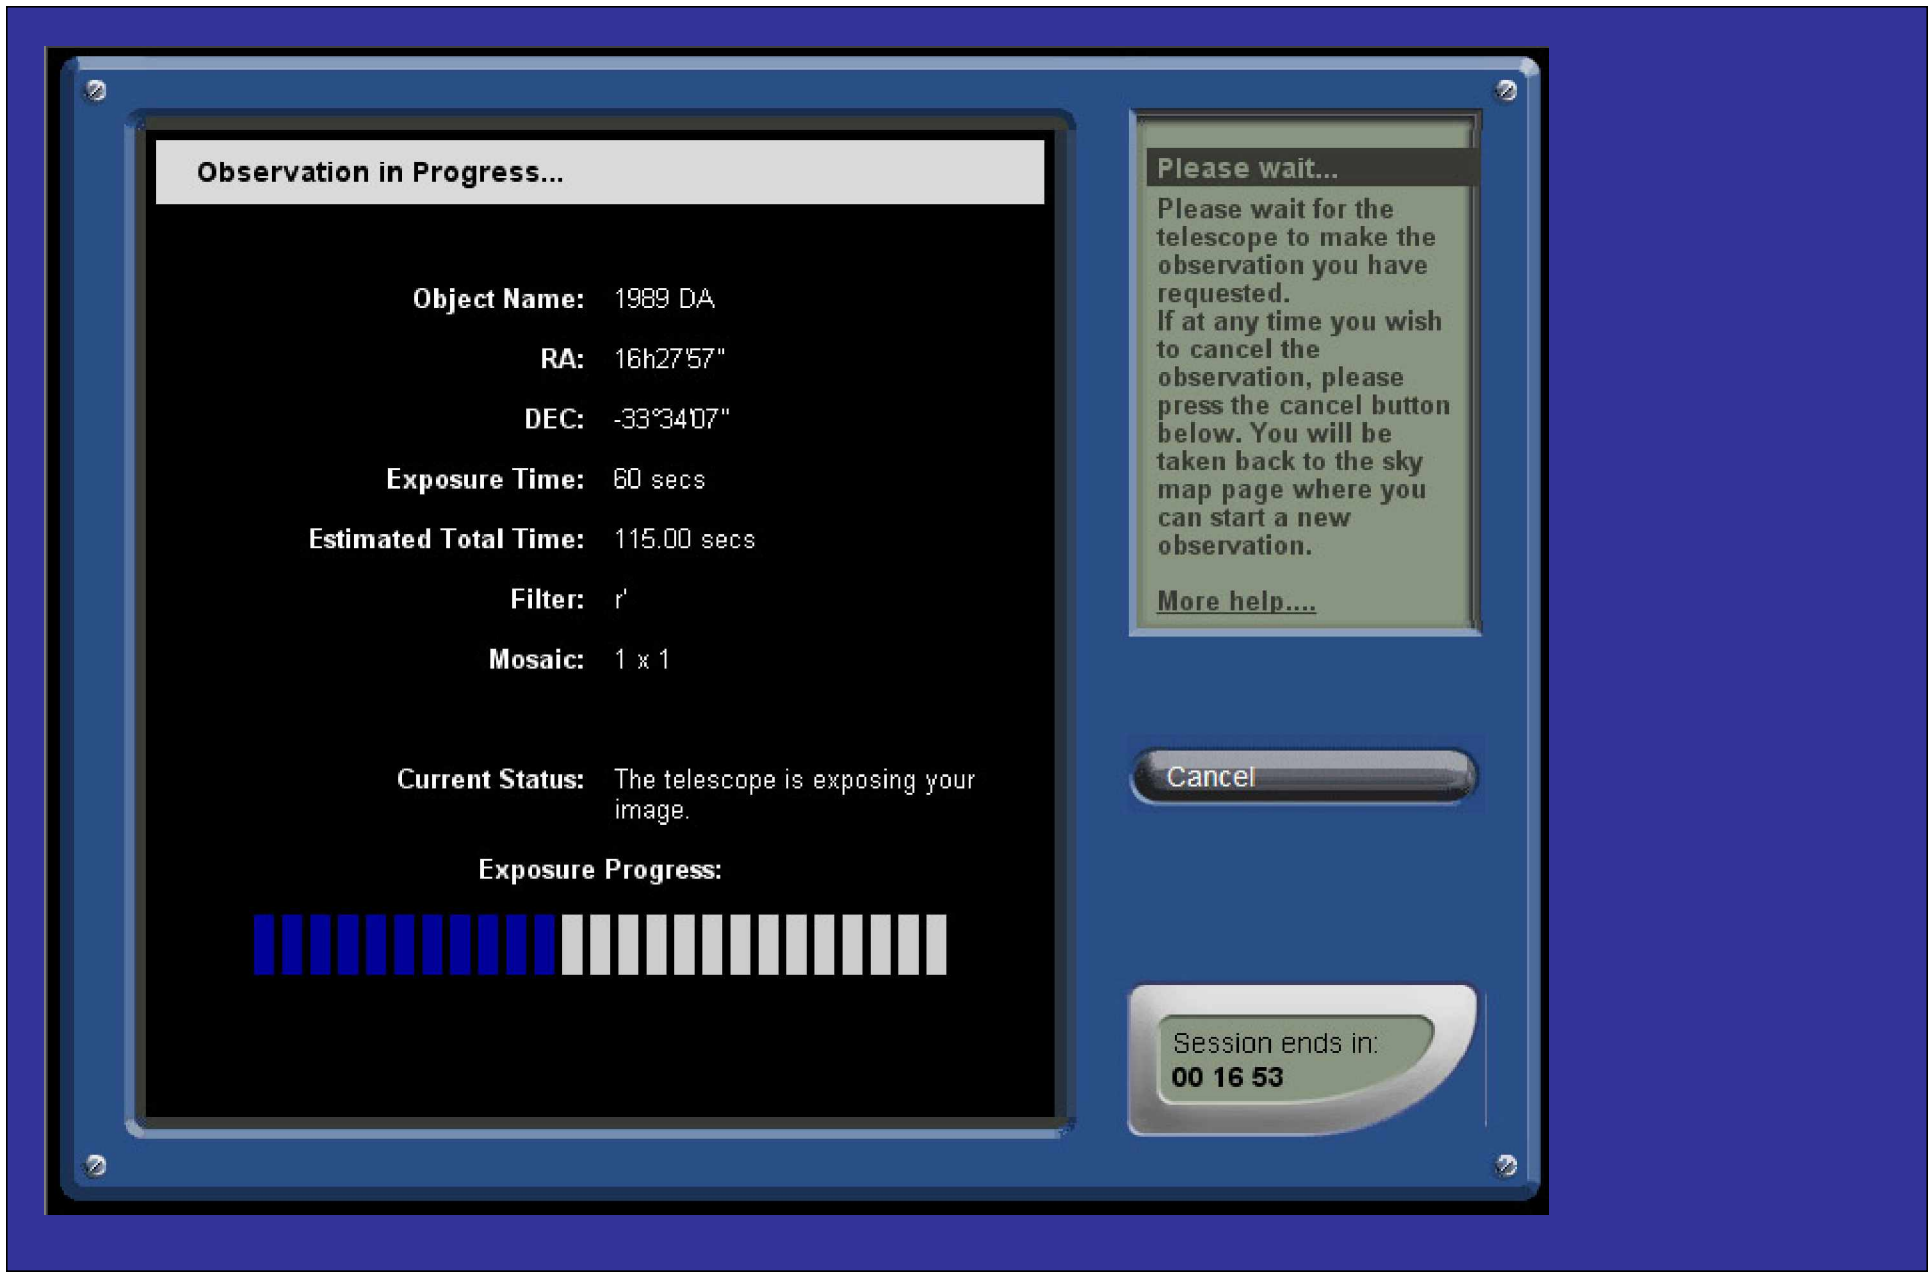 Observation in Progress...
Object Name: 1989 DA
RA: 16h27'57"
DEC: -33°34'07"
Exposure Time: 60 secs
Estimated Total Time: 115.00 secs
Filter: r'
Mosaic: 1 x 1
Current Status: The telescope is exposing your
image.
Exposure Progress:
Please wait...
Please wait for the
telescope to make the
observation you have
requested.
If at any time you wish
to cancel the
observation, please
press the cancel button
below. You will be
taken back to the sky
map page where you
can start a new
observation.
More help....
Cancel
Session ends in:
00 16 53